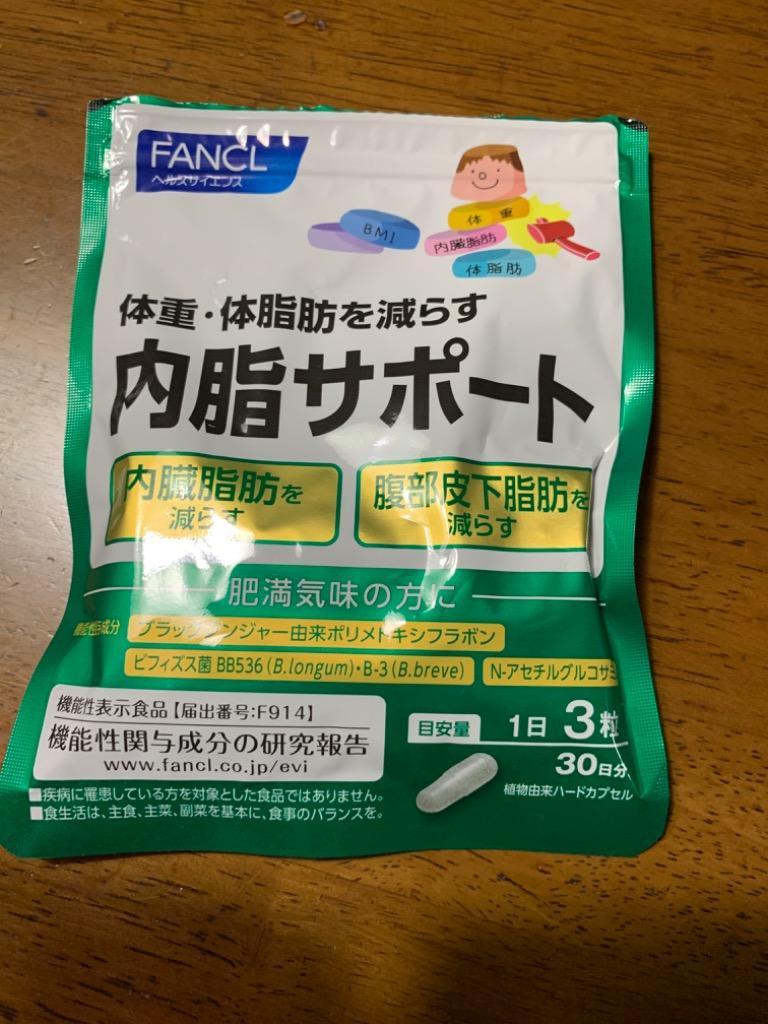 FANCL
ヘルスサイエンス
体重
BMI
内臓脂肪
体脂肪
体重・体脂肪を減らす
内脂サポート
内臓脂肪を
減らす
腹部皮下脂肪を
減らす
肥満気味の方に
機能性関与成分
ブラックジンジャー由来ポリメトキシフラボン
ビフィズス菌 BB536 (B.longum)・B-3 (B.breve)
N-アセチルグルコサミ
機能性表示食品【届出番号:F914】
機能性関与成分の研究報告
www.fancl.co.jp/evi
目安量 1日 3粒
30日分
植物由来ハードカプセル
■疾病に罹患している方を対象とした食品ではありません。
■食生活は、主食、主菜、副菜を基本に、食事のバランスを。